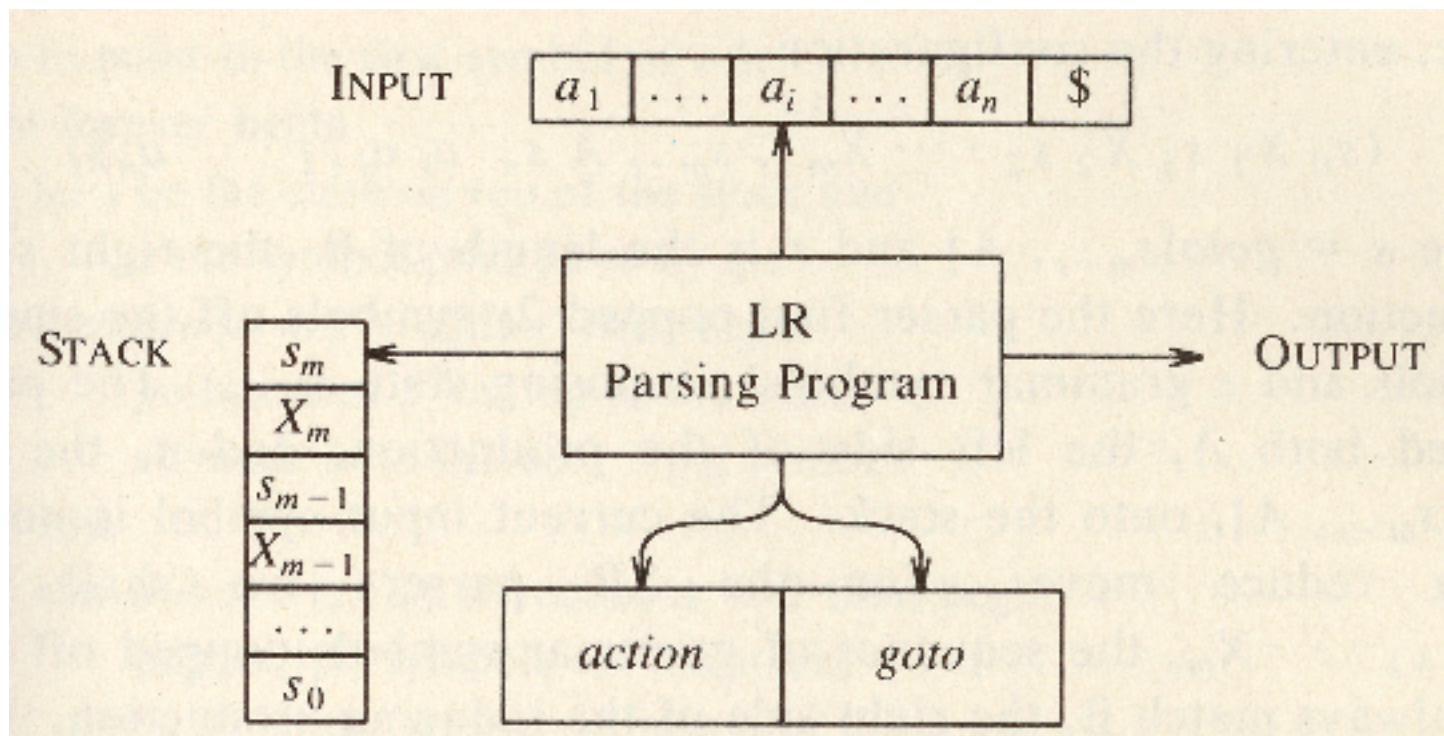 INPUT a1 ... ai ... an $
LR
Parsing Program
STACK
OUTPUT
sm
Xm
sm−1
Xm−1
...
s0
action goto